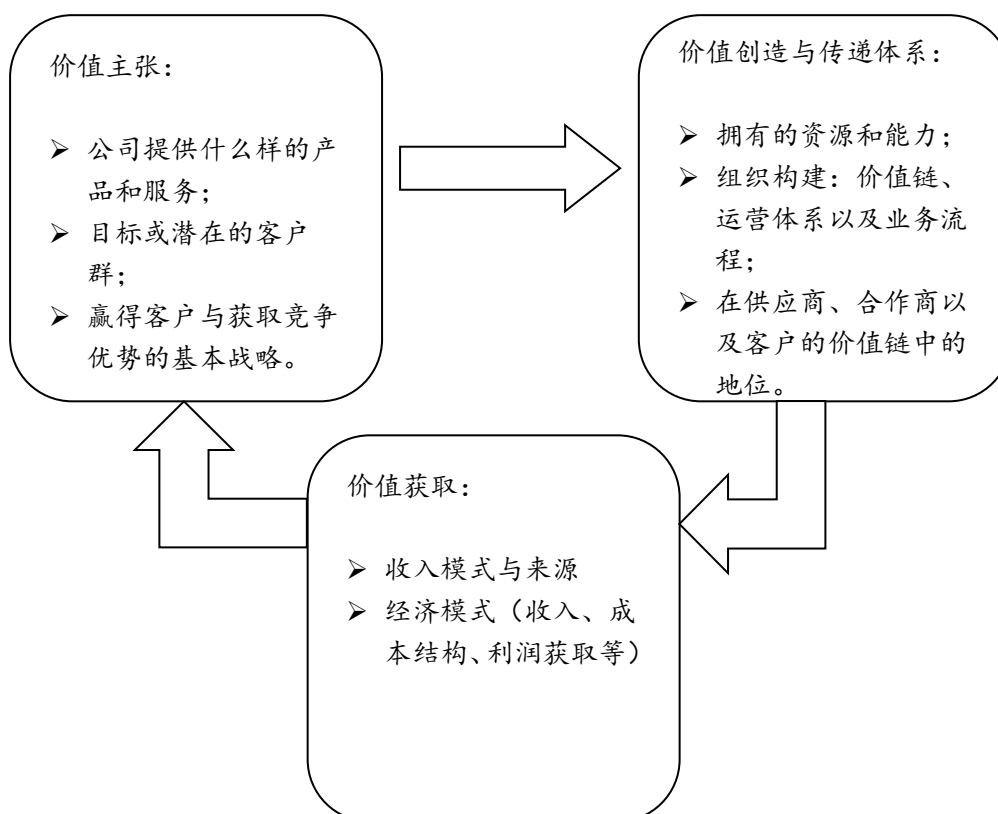 价值主张：
➢ 公司提供什么样的产
品和服务；
➢ 目标或潜在的客户
群；
➢ 赢得客户与获取竞争
优势的基本战略。
价值创造与传递体系：
➢ 拥有的资源和能力；
➢ 组织构建：价值链、
运营体系以及业务流
程；
➢ 在供应商、合作商以
及客户的价值链中的
地位。
价值获取：
➢ 收入模式与来源
➢ 经济模式（收入、成
本结构、利润获取等）